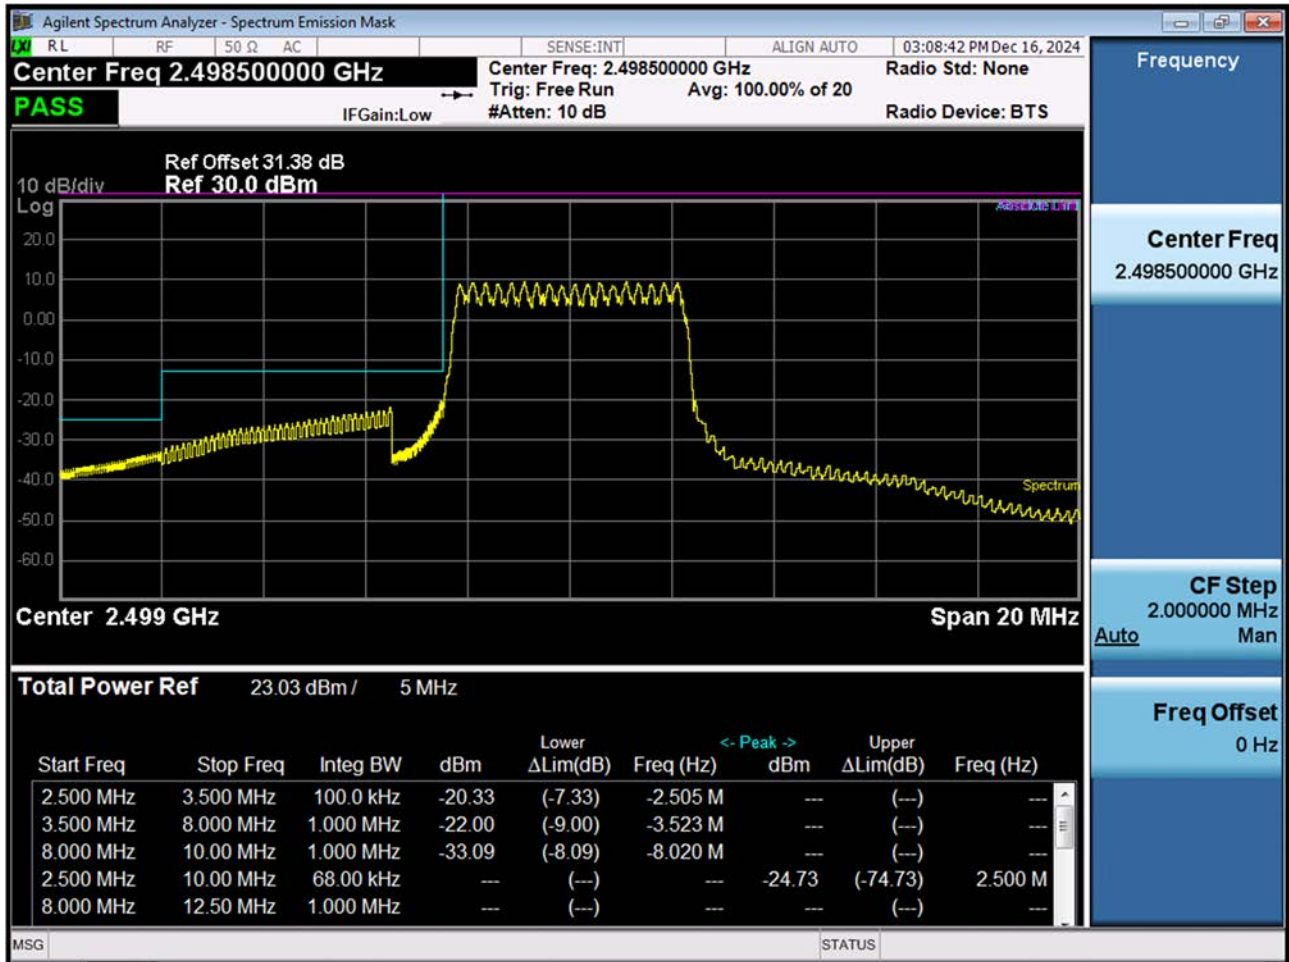 Agilent Spectrum Analyzer - Spectrum Emission Mask
LXI RL RF 50 Ω AC SENSE:INT ALIGN AUTO 03:08:42 PM Dec 16, 2024
Center Freq 2.498500000 GHz Center Freq: 2.498500000 GHz Radio Std: None
Trig: Free Run Avg: 100.00% of 20
PASS IFGain:Low #Atten: 10 dB Radio Device: BTS
Ref Offset 31.38 dB
10 dB/div Ref 30.0 dBm
Log
Absolute Limit
20.0
10.0
0.00
-10.0
-20.0
-30.0
-40.0
Spectrum
-50.0
-60.0
Center 2.499 GHz Span 20 MHz
Total Power Ref 23.03 dBm / 5 MHz
Lower <- Peak -> Upper
Start Freq Stop Freq Integ BW dBm ΔLim(dB) Freq (Hz) dBm ΔLim(dB) Freq (Hz)
2.500 MHz 3.500 MHz 100.0 kHz -20.33 (-7.33) -2.505 M --- (---) ---
3.500 MHz 8.000 MHz 1.000 MHz -22.00 (-9.00) -3.523 M --- (---) ---
8.000 MHz 10.00 MHz 1.000 MHz -33.09 (-8.09) -8.020 M --- (---) ---
2.500 MHz 10.00 MHz 68.00 kHz --- (---) --- -24.73 (-74.73) 2.500 M
8.000 MHz 12.50 MHz 1.000 MHz --- (---) --- --- (---) ---
MSG STATUS
Frequency
Center Freq
2.498500000 GHz
CF Step
2.000000 MHz
Auto Man
Freq Offset
0 Hz